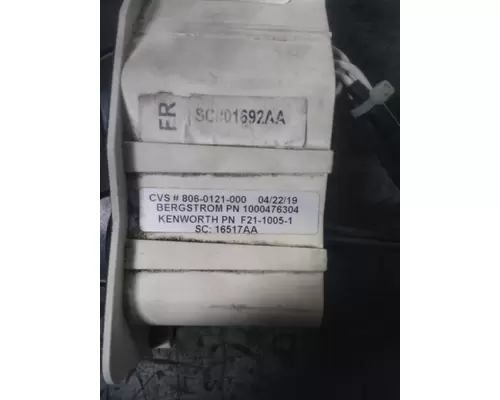 FR
SC#01692AA
CVS # 806-0121-000 04/22/19
BERGSTROM PN 1000476304
KENWORTH PN F21-1005-1
SC: 16517AA